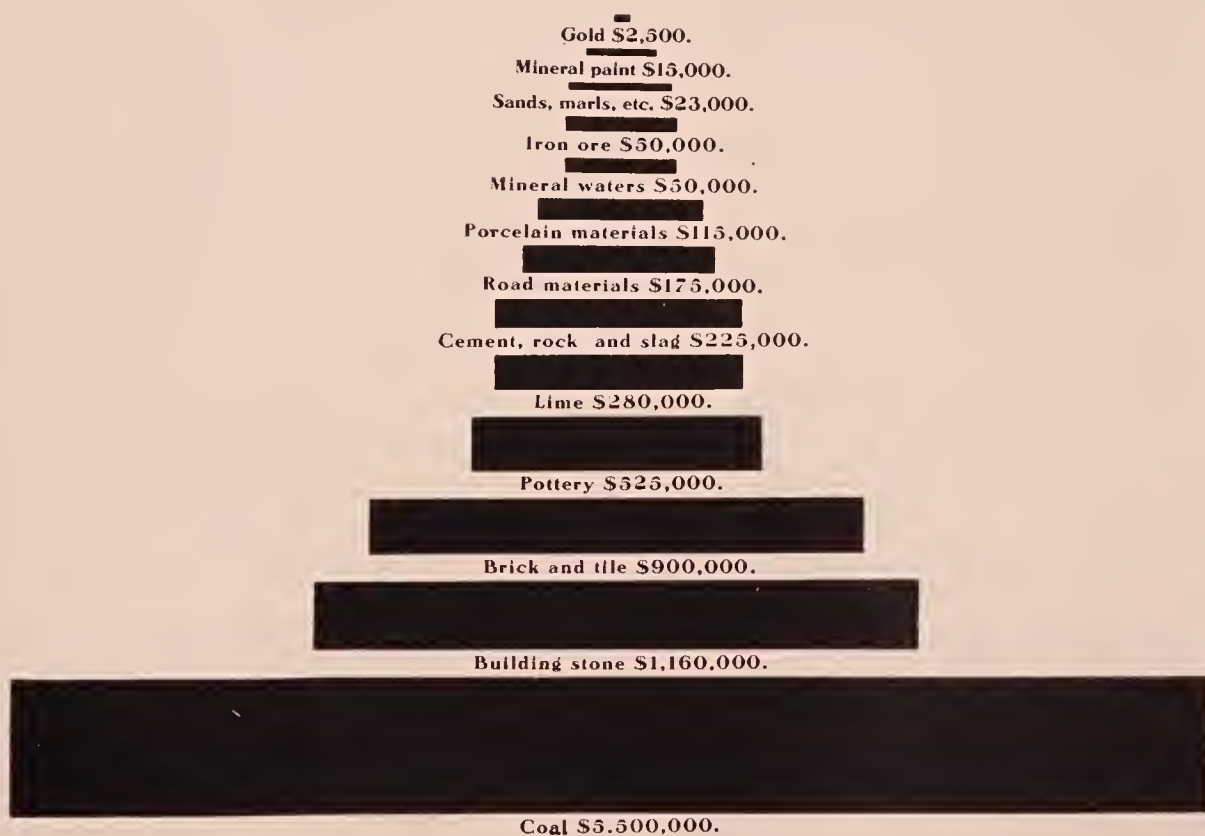 Gold $2,500.
Mineral paint $15,000.
Sands, marls, etc. $23,000.
Iron ore $50,000.
Mineral waters $50,000.
Porcelain materials $115,000.
Road materials $175,000.
Cement, rock and slag $225,000.
Lime $280,000.
Pottery $525,000.
Brick and tile $900,000.
Building stone $1,160,000.
Coal $5.500,000.